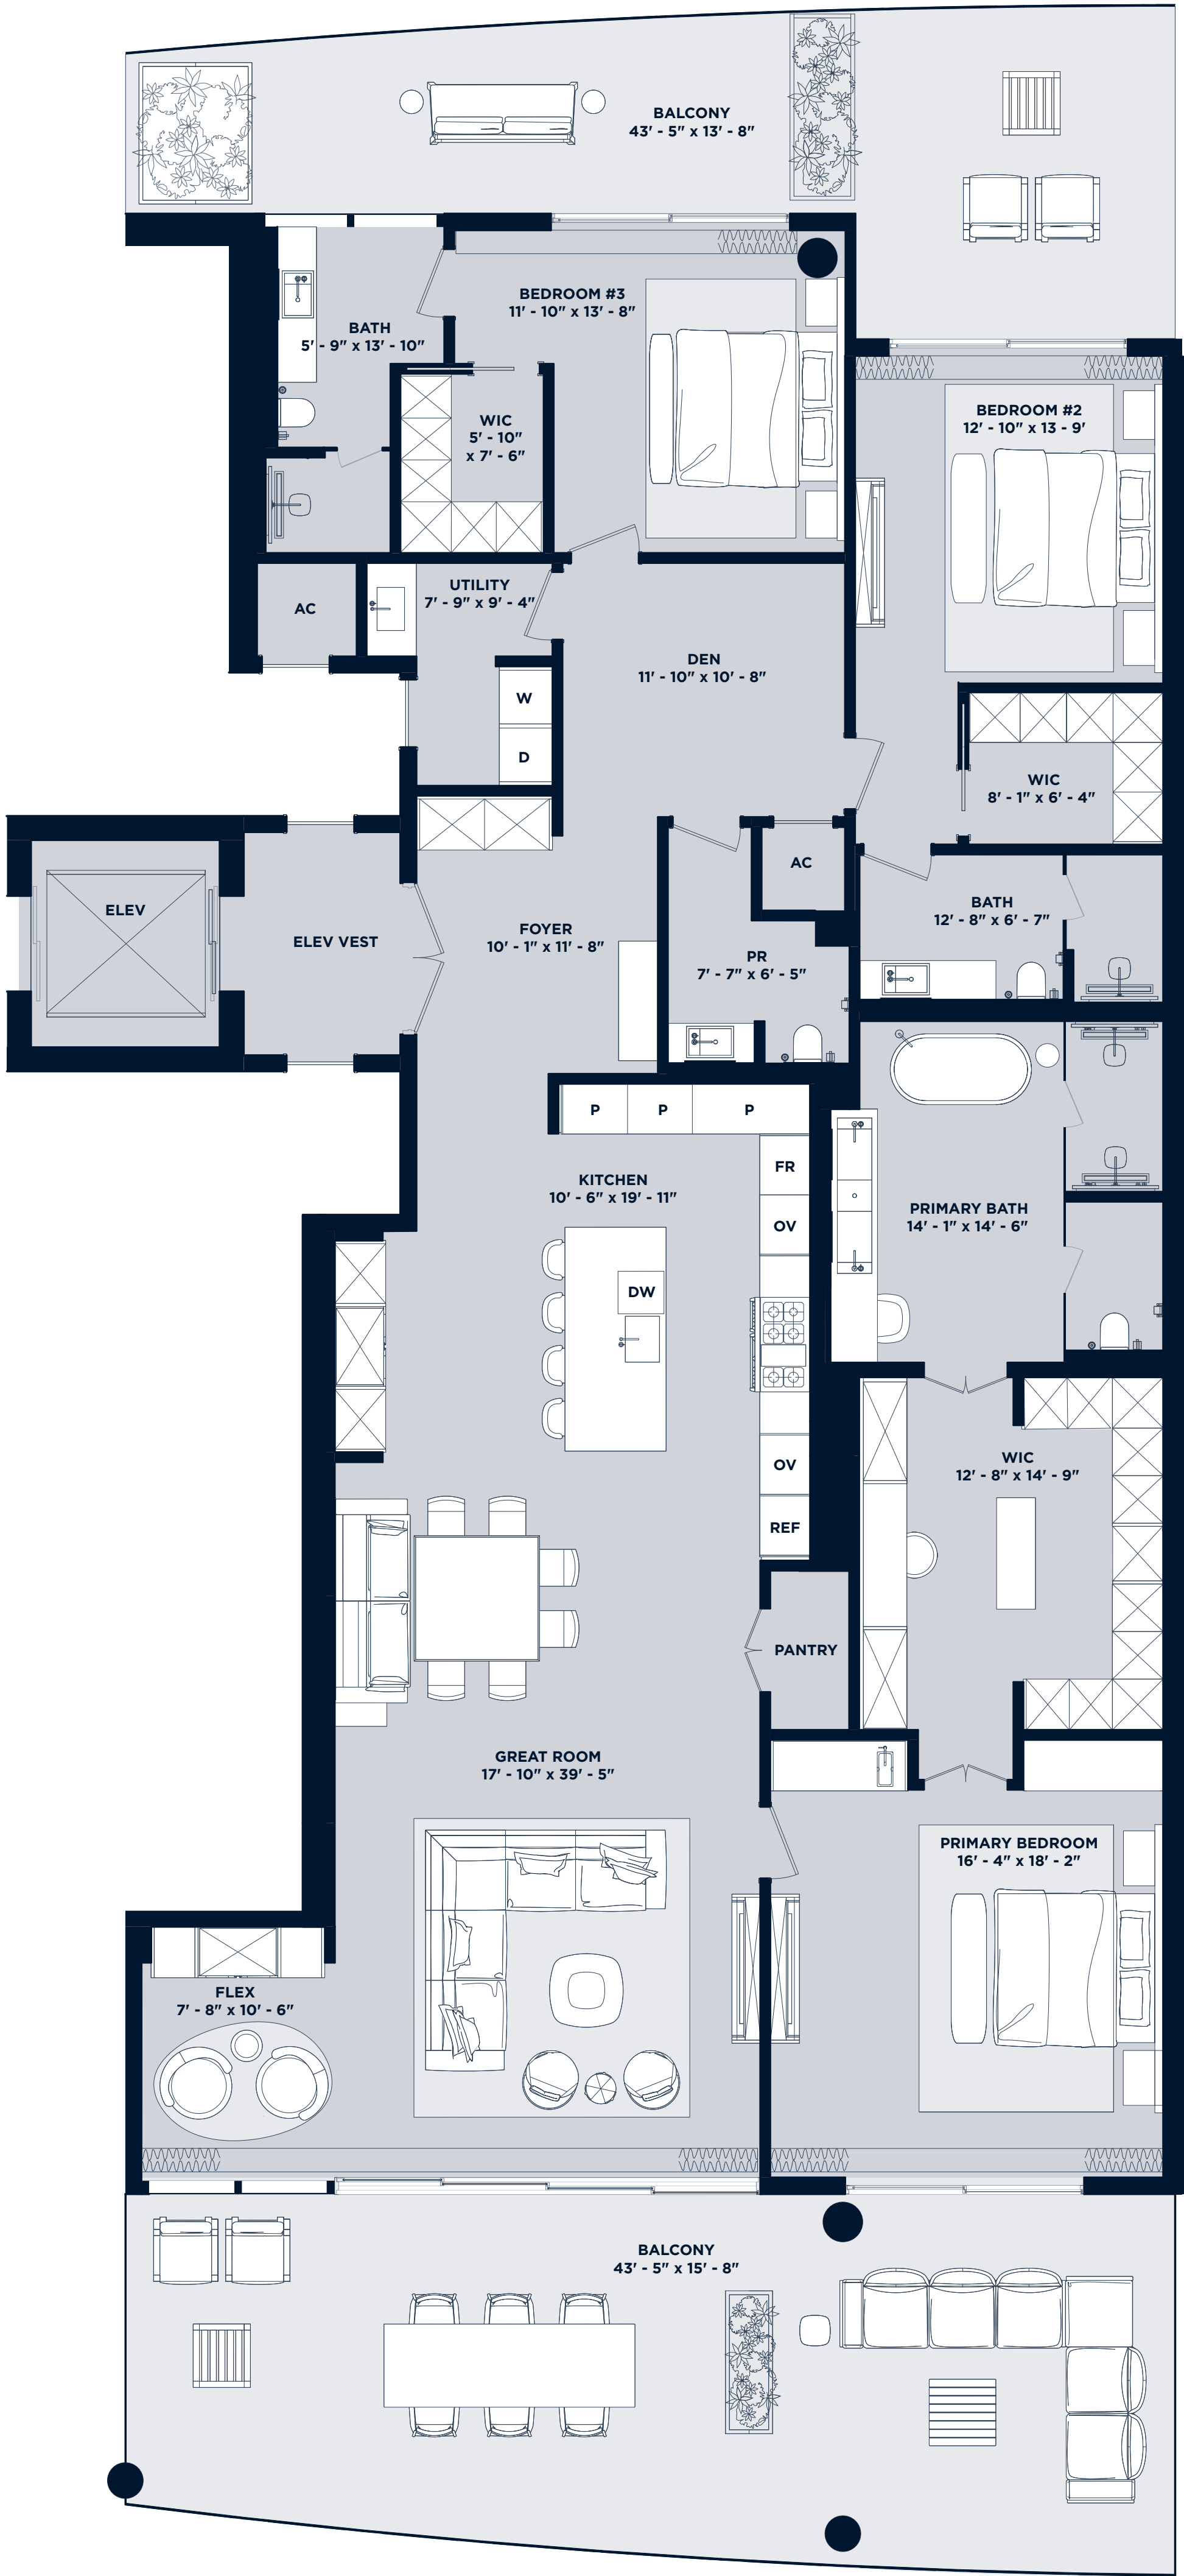 BALCONY
43' - 5" x 13' - 8"
BEDROOM #3
11' - 10" x 13' - 8"
BATH
5' - 9" x 13' - 10"
BEDROOM #2
12' - 10" x 13 - 9'
WIC
5' - 10"
x 7' - 6"
UTILITY
7' - 9" x 9' - 4"
AC
DEN
11' - 10" x 10' - 8"
W
D
WIC
8' - 1" x 6' - 4"
AC
ELEV
ELEV VEST
FOYER
10' - 1" x 11' - 8"
BATH
12' - 8" x 6' - 7"
PR
7' - 7" x 6' - 5"
P
P
P
FR
KITCHEN
10' - 6" x 19' - 11"
OV
PRIMARY BATH
14' - 1" x 14' - 6"
DW
OV
WIC
12' - 8" x 14' - 9"
REF
PANTRY
GREAT ROOM
17' - 10" x 39' - 5"
PRIMARY BEDROOM
16' - 4" x 18' - 2"
FLEX
7' - 8" x 10' - 6"
BALCONY
43' - 5" x 15' - 8"